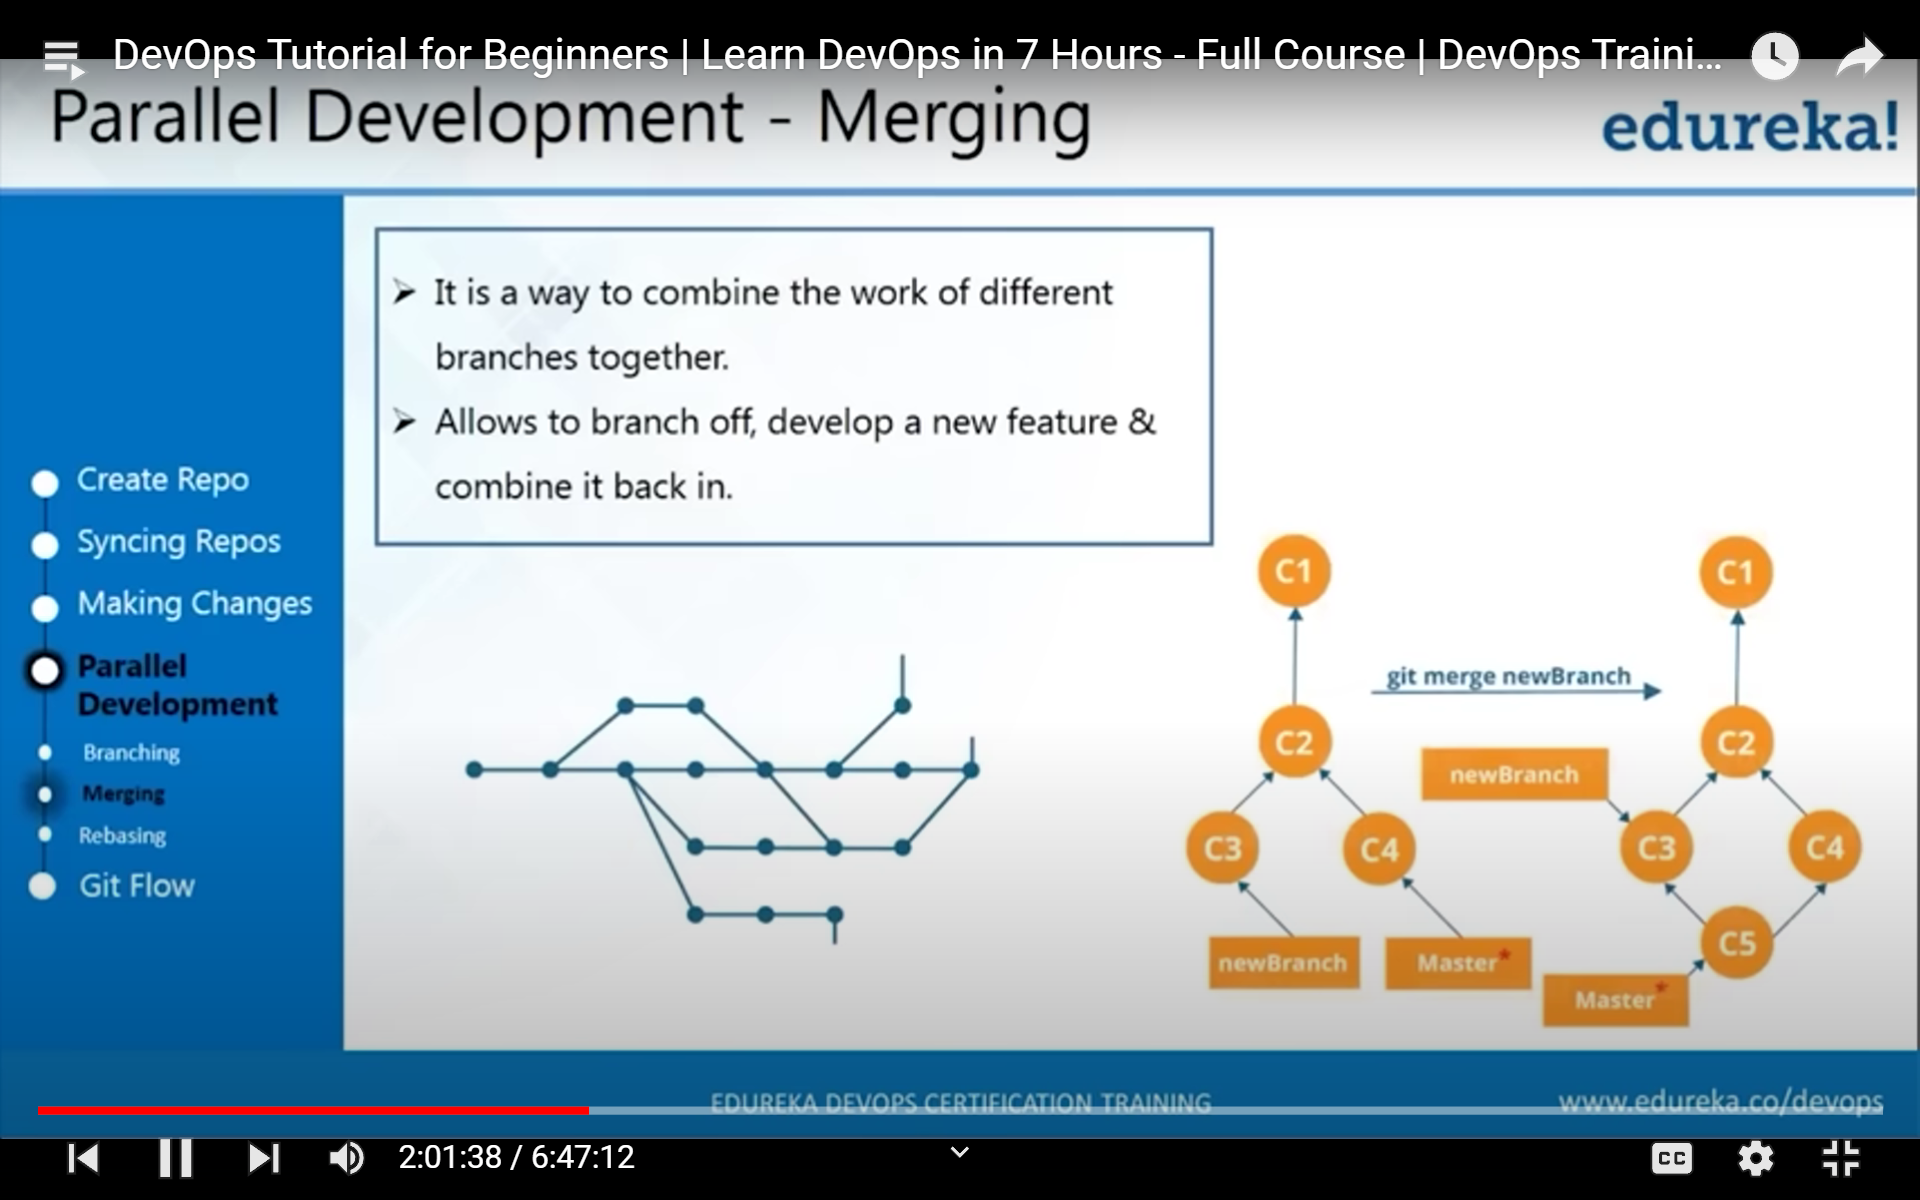 DevOps Tutorial for Beginners | Learn DevOps in 7 Hours - Full Course | DevOps Traini...
Parallel Development - Merging
edureka!
It is a way to combine the work of different
branches together.
Allows to branch off, develop a new feature &
combine it back in.
Create Repo
Syncing Repos
Making Changes
Parallel
Development
Branching
Merging
Rebasing
Git Flow
C1
C2
C3
C4
newBranch
Master*
git merge newBranch
C1
C2
newBranch
C3
C4
C5
Master*
EDUREKA DEVOPS CERTIFICATION TRAINING
www.edureka.co/devops
2:01:38 / 6:47:12
CC